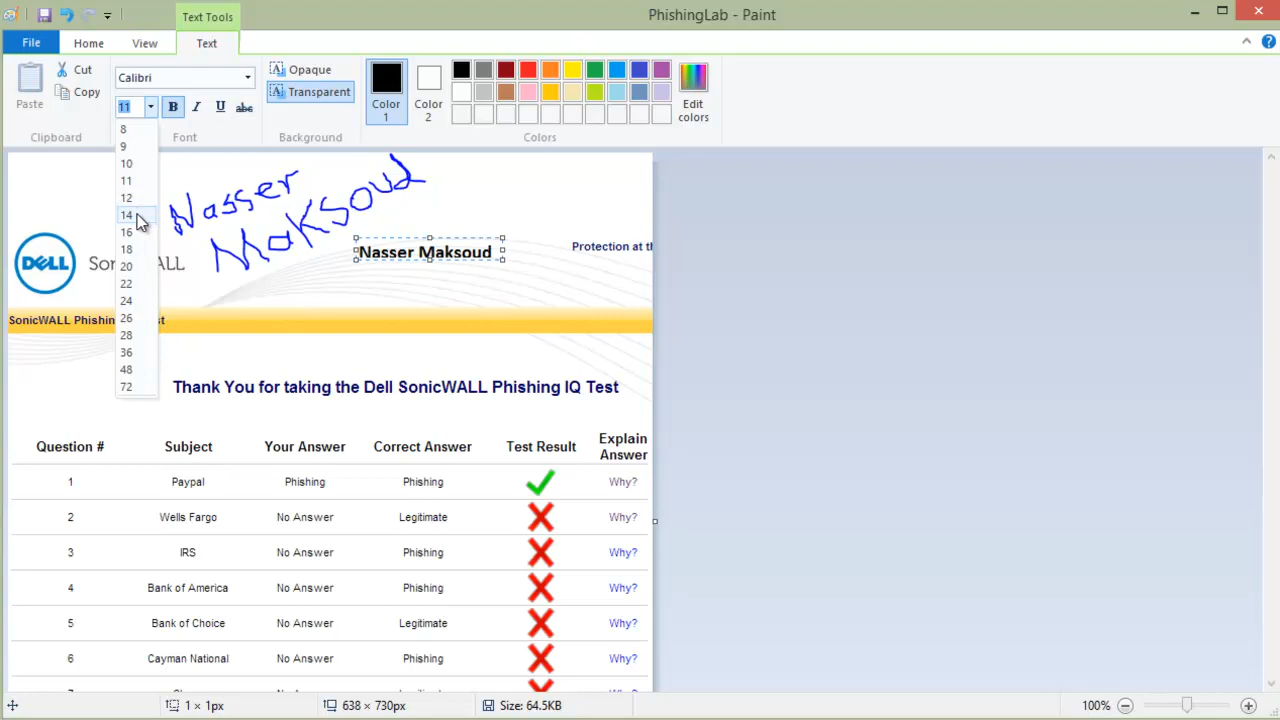 PhishingLab - Paint
Text Tools
File
Home
View
Text
Cut
Copy
Paste
Clipboard
Calibri
11
B
I
U
abc
Font
Opaque
Transparent
Background
Color 1
Color 2
Edit colors
Colors
8
9
10
11
12
14
16
18
20
22
24
26
28
36
48
72
Nasser
Maksoud
Nasser Maksoud
Protection at th
DELL
SonicWALL Phishin
st
Thank You for taking the Dell SonicWALL Phishing IQ Test
Question # Subject Your Answer Correct Answer Test Result Explain Answer
1 Paypal Phishing Phishing Why?
2 Wells Fargo No Answer Legitimate Why?
3 IRS No Answer Phishing Why?
4 Bank of America No Answer Phishing Why?
5 Bank of Choice No Answer Legitimate Why?
6 Cayman National No Answer Phishing Why?
1 × 1px
638 × 730px
Size: 64.5KB
100%